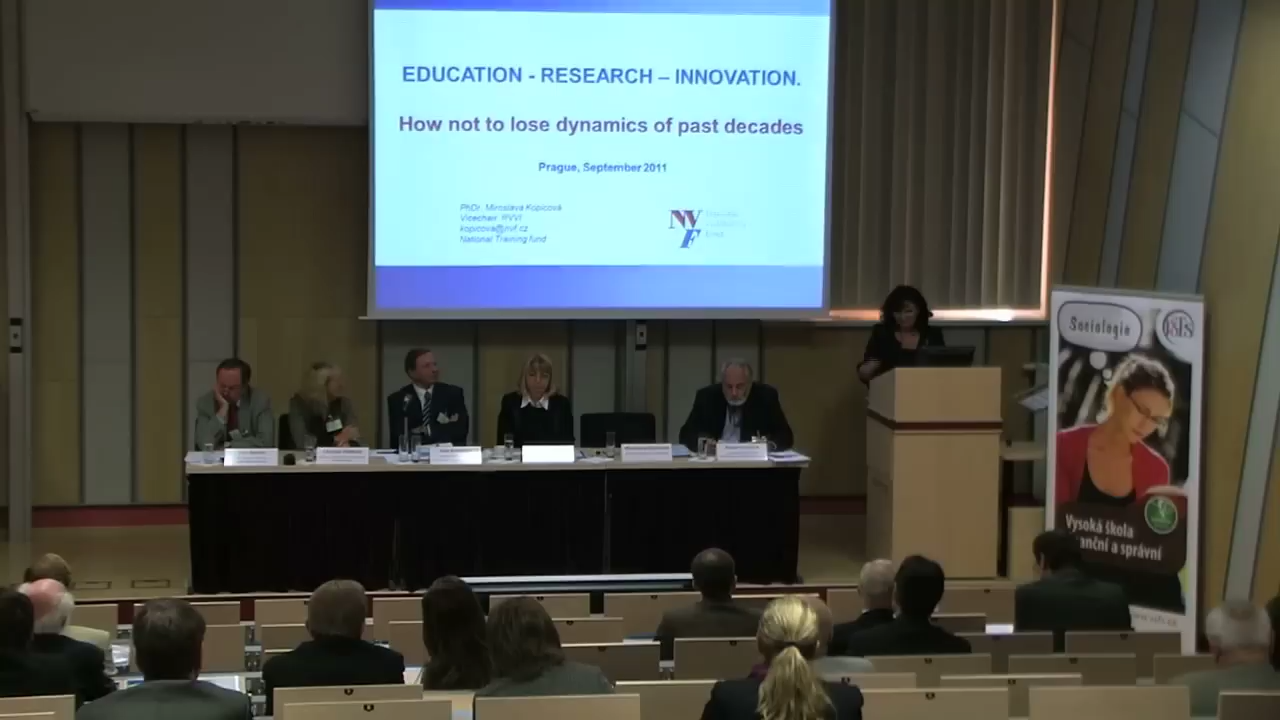 EDUCATION - RESEARCH – INNOVATION.
How not to lose dynamics of past decades
Prague, September 2011
PhDr. Miroslava Kopicová
Vicechair RVVI
kopicova@nvf.cz
National Training fund
NVF
Sociologie
Vysoká škola
anční a správní